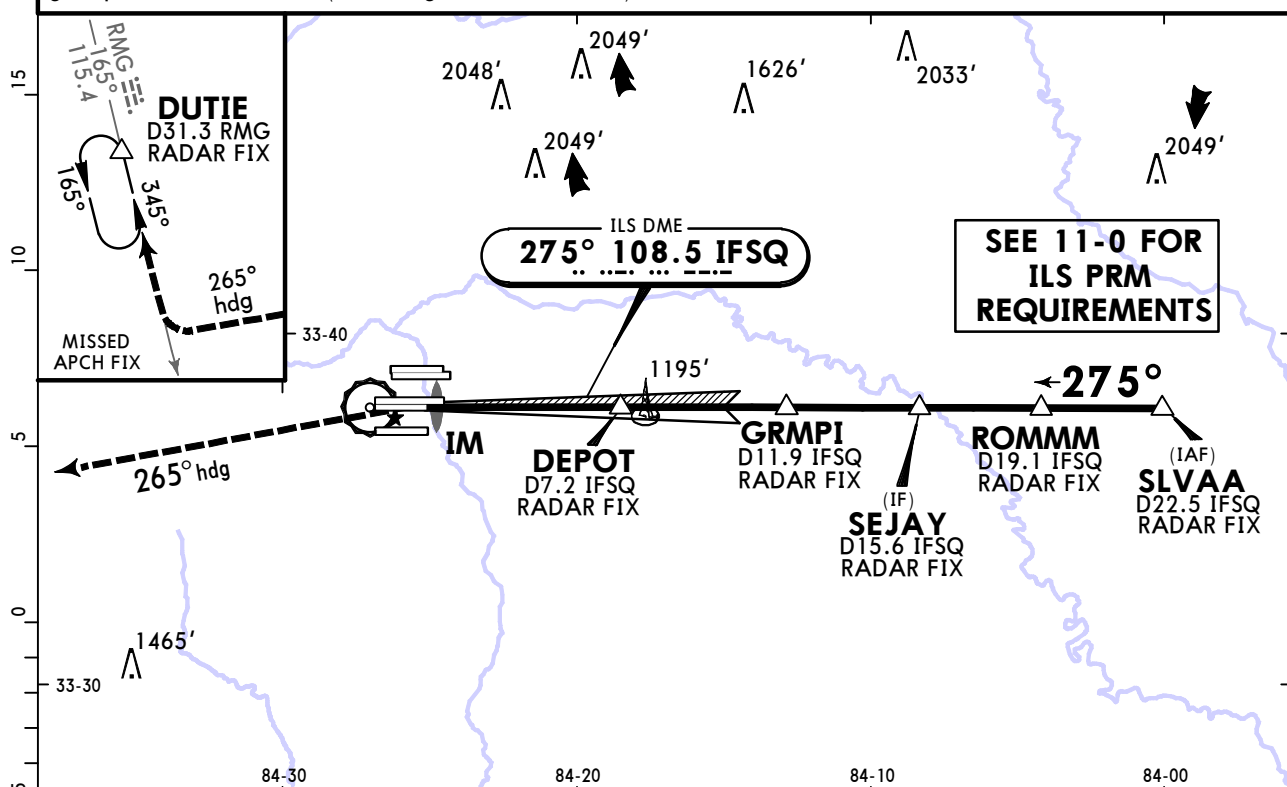 RMG
165°
115.4
DUTIE
D31.3 RMG
RADAR FIX
165°
345°
265°
hdg
MISSED
APCH FIX
2048'
2049'
1626'
2033'
2049'
2049'
ILS DME
275° 108.5 IFSQ
SEE 11-0 FOR
ILS PRM
REQUIREMENTS
33-40
1195'
275°
IM
265° hdg
DEPOT
D7.2 IFSQ
RADAR FIX
GRMPI
D11.9 IFSQ
RADAR FIX
(IF)
SEJAY
D15.6 IFSQ
RADAR FIX
ROMMM
D19.1 IFSQ
RADAR FIX
(IAF)
SLVAA
D22.5 IFSQ
RADAR FIX
1465'
33-30
84-30
84-20
84-10
84-00
15
10
5
0
5